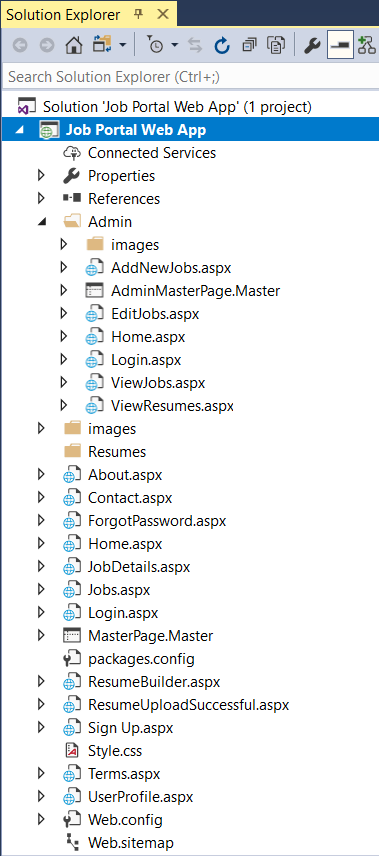 Solution Explorer
Search Solution Explorer (Ctrl+;)
Solution 'Job Portal Web App' (1 project)
Job Portal Web App
Connected Services
Properties
References
Admin
images
AddNewJobs.aspx
AdminMasterPage.Master
EditJobs.aspx
Home.aspx
Login.aspx
ViewJobs.aspx
ViewResumes.aspx
images
Resumes
About.aspx
Contact.aspx
ForgotPassword.aspx
Home.aspx
JobDetails.aspx
Jobs.aspx
Login.aspx
MasterPage.Master
packages.config
ResumeBuilder.aspx
ResumeUploadSuccessful.aspx
Sign Up.aspx
Style.css
Terms.aspx
UserProfile.aspx
Web.config
Web.sitemap